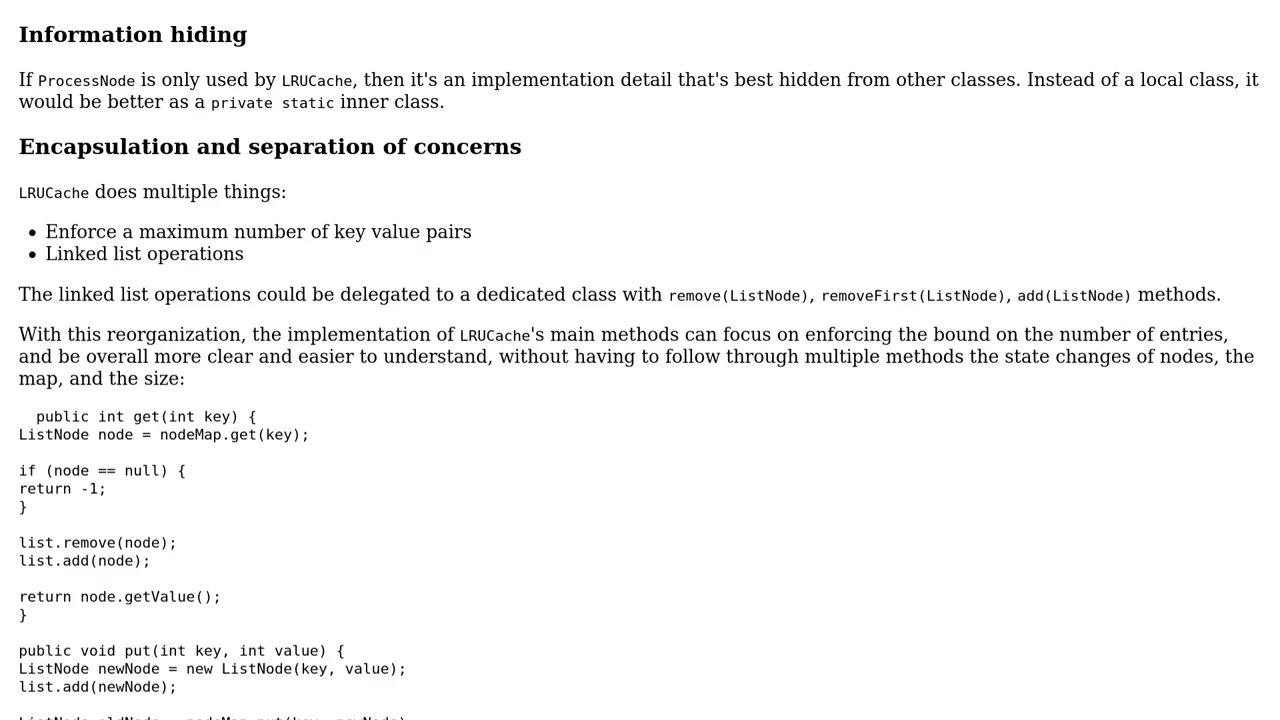 Information hiding
If ProcessNode is only used by LRUCache, then it's an implementation detail that's best hidden from other classes. Instead of a local class, it
would be better as a private static inner class.
Encapsulation and separation of concerns
LRUCache does multiple things:
• Enforce a maximum number of key value pairs
• Linked list operations
The linked list operations could be delegated to a dedicated class with remove(ListNode), removeFirst(ListNode), add(ListNode) methods.
With this reorganization, the implementation of LRUCache's main methods can focus on enforcing the bound on the number of entries,
and be overall more clear and easier to understand, without having to follow through multiple methods the state changes of nodes, the
map, and the size:
public int get(int key) {
ListNode node = nodeMap.get(key);
if (node == null) {
return -1;
}
list.remove(node);
list.add(node);
return node.getValue();
}
public void put(int key, int value) {
ListNode newNode = new ListNode(key, value);
list.add(newNode);